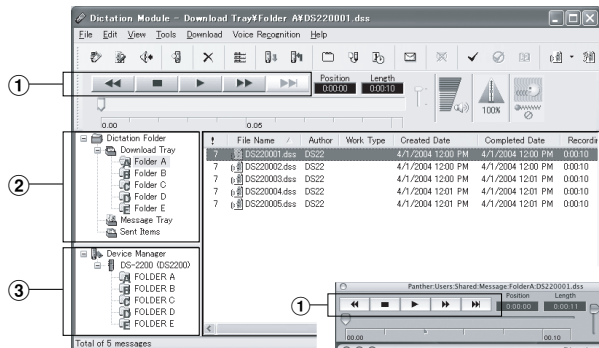 Dictation Module - Download Tray¥Folder A¥DS220001.dss
File Edit View Tools Download Voice Recognition Help
1
Position Length
0:00:00 0:00:10
100%
0.00 0.05
2
Dictation Folder
Download Tray
Folder A
Folder B
Folder C
Folder D
Folder E
Message Tray
Sent Items
! File Name Author Work Type Created Date Completed Date Recordin
7 DS220001.dss DS22 4/1/2004 12:00 PM 4/1/2004 12:00 PM 0:00:10
7 DS220002.dss DS22 4/1/2004 12:00 PM 4/1/2004 12:00 PM 0:00:10
7 DS220003.dss DS22 4/1/2004 12:00 PM 4/1/2004 12:00 PM 0:00:10
7 DS220004.dss DS22 4/1/2004 12:01 PM 4/1/2004 12:01 PM 0:00:10
7 DS220005.dss DS22 4/1/2004 12:01 PM 4/1/2004 12:01 PM 0:00:10
3
Device Manager
DS-2200 (DS2200)
FOLDER A
FOLDER B
FOLDER C
FOLDER D
FOLDER E
Total of 5 messages
Panther:Users:Shared:Message:FolderA:DS220001.dss
1
Position Length
0:00:00 0:00:11
00.00 00.10